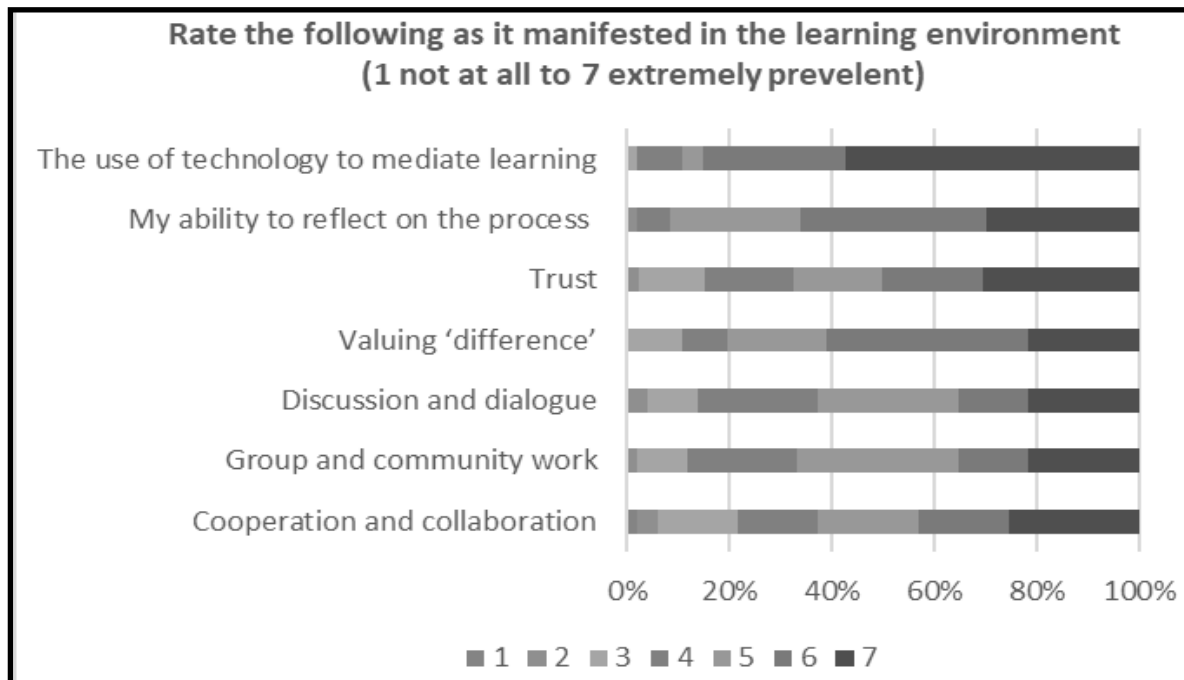 Rate the following as it manifested in the learning environment
(1 not at all to 7 extremely prevelent)
The use of technology to mediate learning
My ability to reflect on the process
Trust
Valuing ‘difference’
Discussion and dialogue
Group and community work
Cooperation and collaboration
0% 20% 40% 60% 80% 100%
1 2 3 4 5 6 7